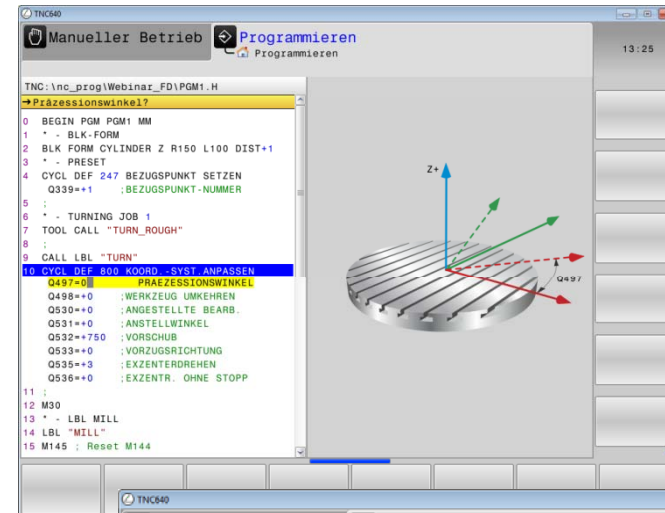 TNC640
Manueller Betrieb
Programmieren
Programmieren
13:25
TNC:\nc_prog\Webinar_FD\PGM1.H
→Präzessionswinkel?
0 BEGIN PGM PGM1 MM
1 * - BLK-FORM
2 BLK FORM CYLINDER Z R150 L100 DIST+1
3 * - PRESET
4 CYCL DEF 247 BEZUGSPUNKT SETZEN
Q339=+1 ;BEZUGSPUNKT-NUMMER
5 ;
6 * - TURNING JOB 1
7 TOOL CALL "TURN_ROUGH"
8 ;
9 CALL LBL "TURN"
10 CYCL DEF 800 KOORD.-SYST.ANPASSEN
Q497=0 PRAEZESSIONSWINKEL
Q498=+0 ;WERKZEUG UMKEHREN
Q530=+0 ;ANGESTELLTE BEARB.
Q531=+0 ;ANSTELLWINKEL
Q532=+750 ;VORSCHUB
Q533=+0 ;VORZUGSRICHTUNG
Q535=+3 ;EXZENTERDREHEN
Q536=+0 ;EXZENTR. OHNE STOPP
11 ;
12 M30
13 * - LBL MILL
14 LBL "MILL"
15 M145 ; Reset M144
Z+
Q497
TNC640